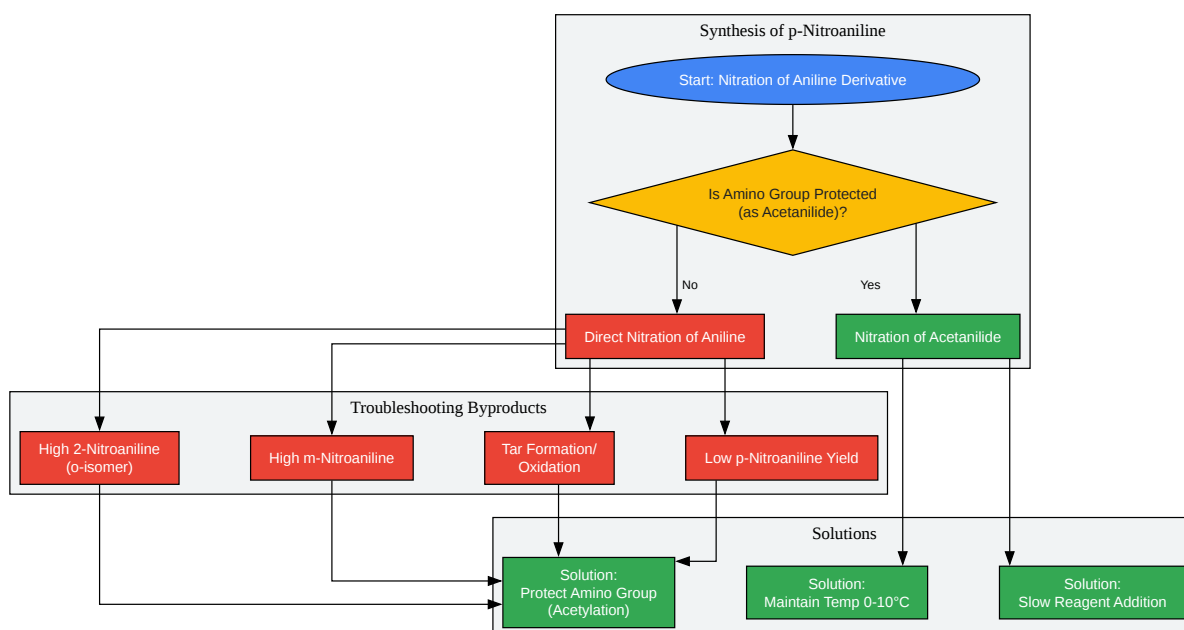 Synthesis of p-Nitroaniline
Start: Nitration of Aniline Derivative
Is Amino Group Protected
(as Acetanilide)?
No
Yes
Direct Nitration of Aniline
Nitration of Acetanilide
Troubleshooting Byproducts
High 2-Nitroaniline
(o-isomer)
High m-Nitroaniline
Tar Formation/
Oxidation
Low p-Nitroaniline Yield
Solutions
Solution:
Protect Amino Group
(Acetylation)
Solution:
Maintain Temp 0-10°C
Solution:
Slow Reagent Addition